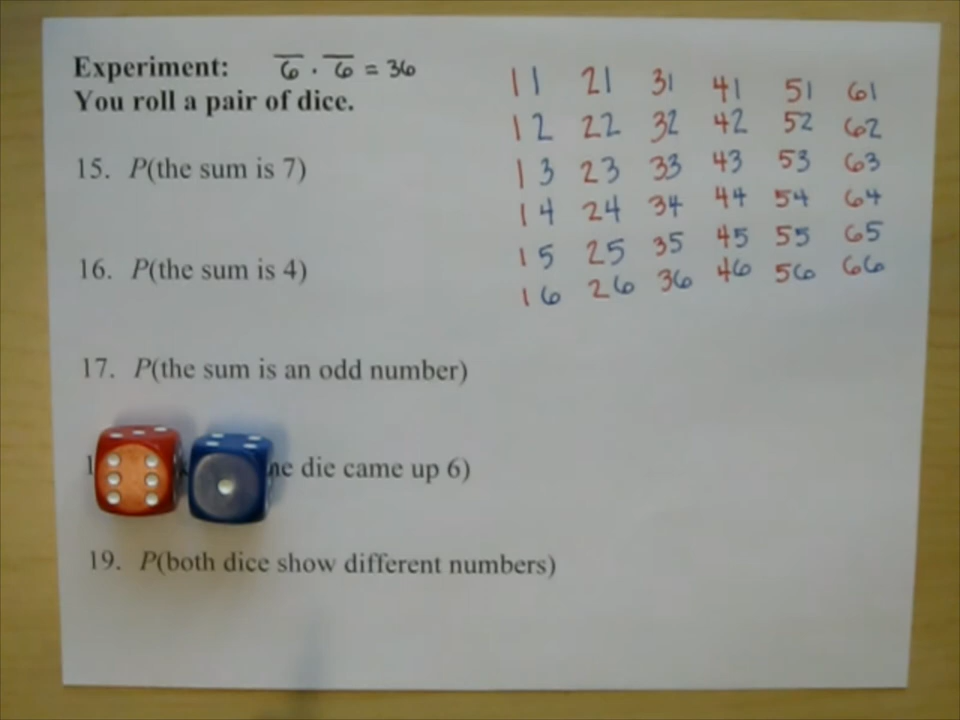 Experiment: 6 · 6 = 36
You roll a pair of dice.
11 21 31 41 51 61
12 22 32 42 52 62
13 23 33 43 53 63
14 24 34 44 54 64
15 25 35 45 55 65
16 26 36 46 56 66
15. P(the sum is 7)
16. P(the sum is 4)
17. P(the sum is an odd number)
die came up 6)
19. P(both dice show different numbers)